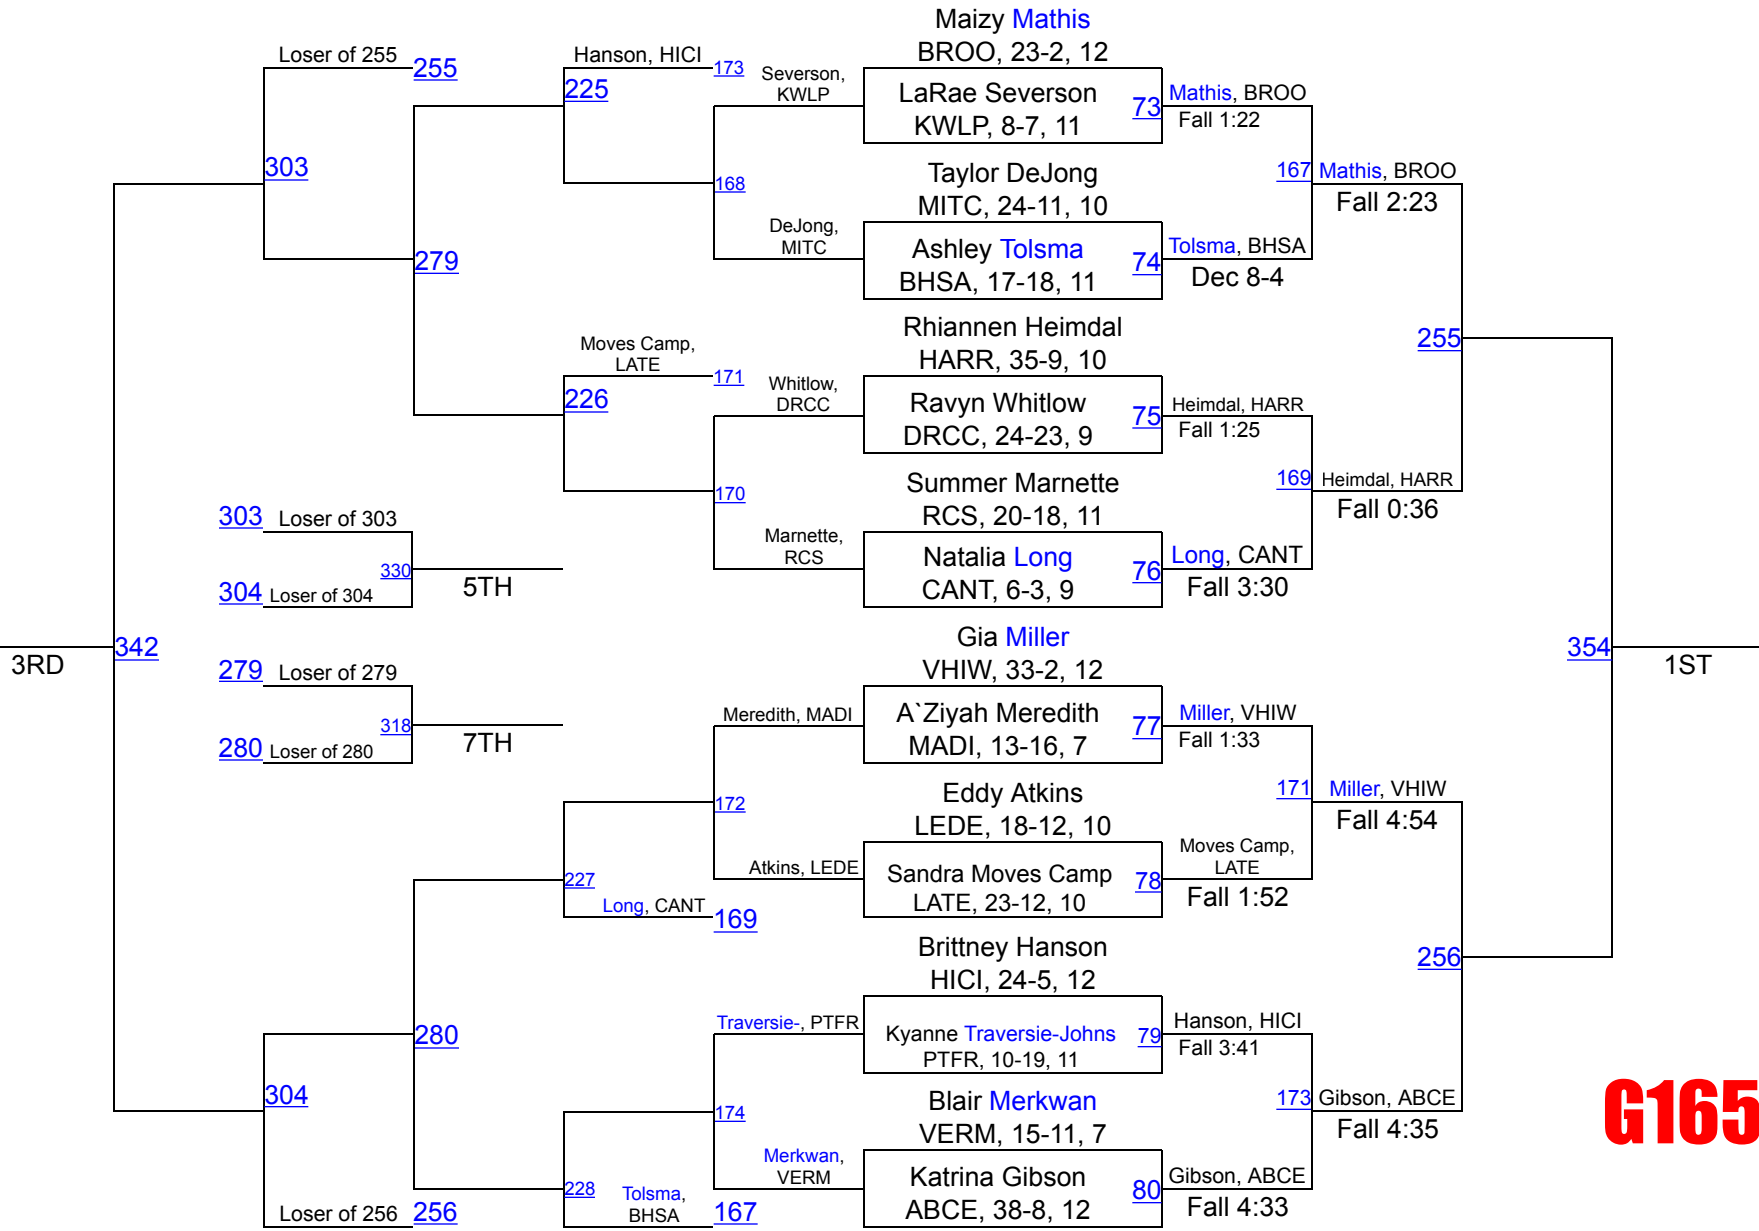 Maizy Mathis
BROO, 23-2, 12
LaRae Severson
KWLP, 8-7, 11
73
Taylor DeJong
MITC, 24-11, 10
Ashley Tolsma
BHSA, 17-18, 11
74
Rhiannen Heimdal
HARR, 35-9, 10
Ravyn Whitlow
DRCC, 24-23, 9
75
Summer Marnette
RCS, 20-18, 11
Natalia Long
CANT, 6-3, 9
76
Gia Miller
VHIW, 33-2, 12
A`Ziyah Meredith
MADI, 13-16, 7
77
Eddy Atkins
LEDE, 18-12, 10
Sandra Moves Camp
LATE, 23-12, 10
78
Brittney Hanson
HICI, 24-5, 12
Kyanne Traversie-Johns
PTFR, 10-19, 11
79
Blair Merkwan
VERM, 15-11, 7
Katrina Gibson
ABCE, 38-8, 12
80
Mathis, BROO
Fall 1:22
Tolsma, BHSA
Dec 8-4
Heimdal, HARR
Fall 1:25
Long, CANT
Fall 3:30
Miller, VHIW
Fall 1:33
Moves Camp,
LATE
Fall 1:52
Hanson, HICI
Fall 3:41
Gibson, ABCE
Fall 4:33
167
Mathis, BROO
Fall 2:23
169
Heimdal, HARR
Fall 0:36
171
Miller, VHIW
Fall 4:54
173
Gibson, ABCE
Fall 4:35
255
256
354
1ST
Severson,
KWLP
168
DeJong,
MITC
Whitlow,
DRCC
170
Marnette,
RCS
Meredith, MADI
172
Atkins, LEDE
Traversie-, PTFR
174
Merkwan,
VERM
Hanson, HICI
173
225
Moves Camp,
LATE
171
226
227
Long, CANT
169
228
Tolsma,
BHSA
167
279
280
Loser of 255
255
303
304
Loser of 256
256
342
3RD
303
Loser of 303
330
5TH
304
Loser of 304
279
Loser of 279
318
7TH
280
Loser of 280
G165